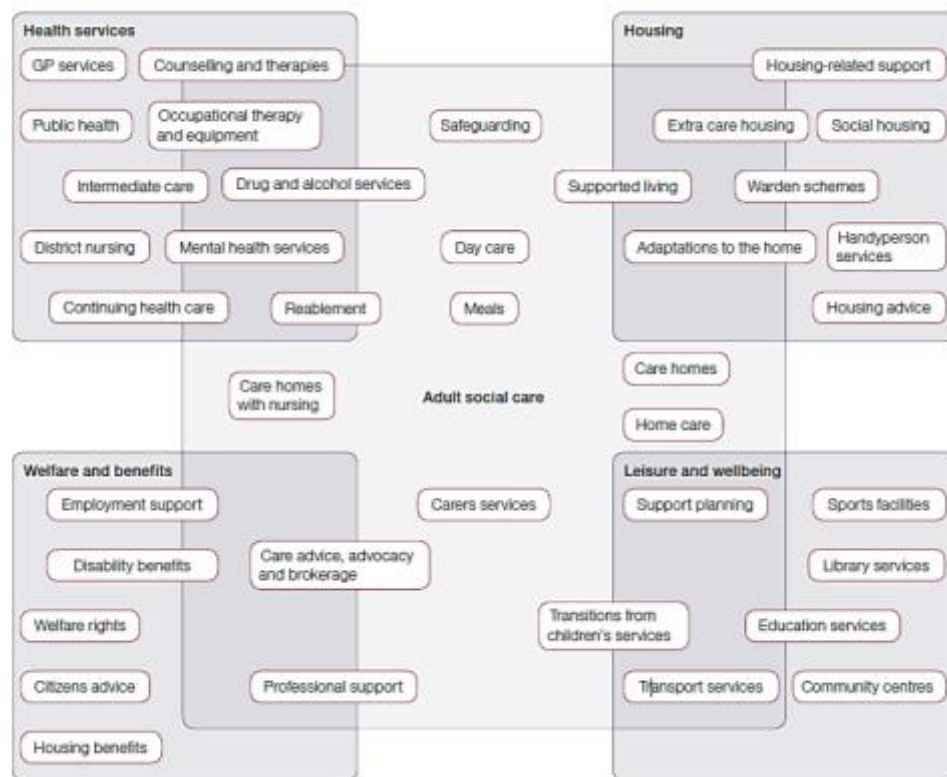 Health services
GP services
Counselling and therapies
Public health
Occupational therapy
and equipment
Intermediate care
Drug and alcohol services
District nursing
Mental health services
Continuing health care
Reablement
Safeguarding
Day care
Meals
Housing
Housing-related support
Extra care housing
Social housing
Supported living
Warden schemes
Adaptations to the home
Handyperson
services
Housing advice
Care homes
with nursing
Adult social care
Care homes
Home care
Welfare and benefits
Employment support
Disability benefits
Care advice, advocacy
and brokerage
Welfare rights
Citizens advice
Professional support
Housing benefits
Carers services
Leisure and wellbeing
Support planning
Sports facilities
Library services
Transitions from
children's services
Education services
Transport services
Community centres